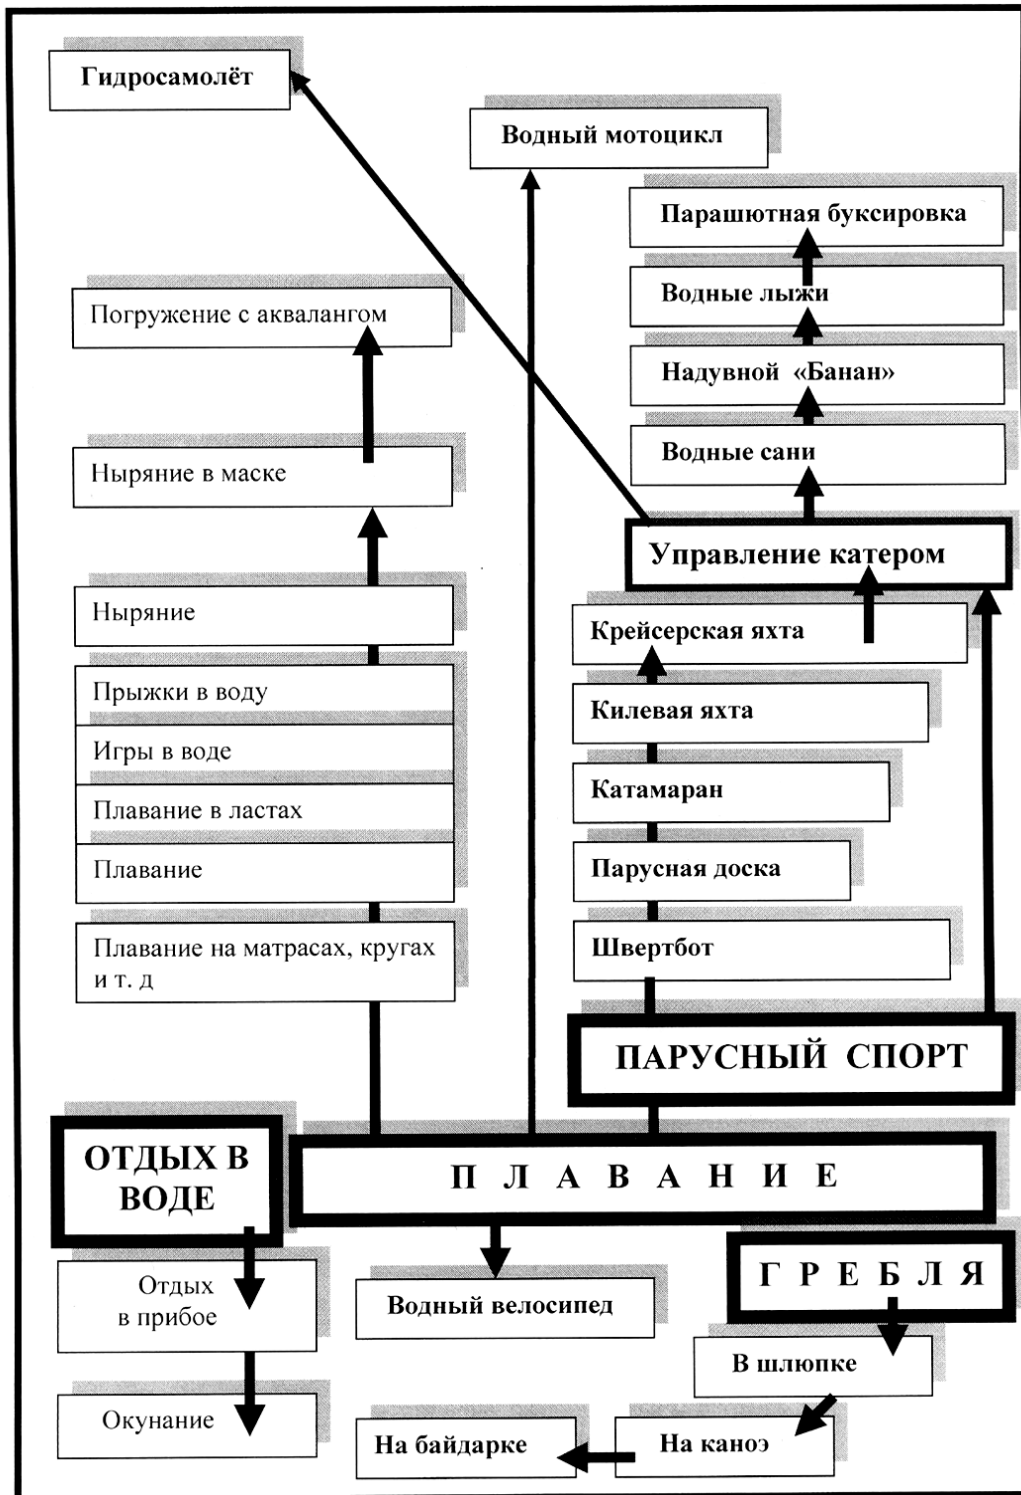 Гидросамолёт
Водный мотоцикл
Парашютная буксировка
Водные лыжи
Погружение с аквалангом
Надувной «Банан»
Водные сани
Ныряние в маске
Управление катером
Ныряние
Крейсерская яхта
Прыжки в воду
Килевая яхта
Игры в воде
Катамаран
Плавание в ластах
Плавание
Парусная доска
Плавание на матрасах, кругах
и т. д
Швертбот
ПАРУСНЫЙ СПОРТ
ОТДЫХ В
ВОДЕ
П Л А В А Н И Е
Г Р Е Б Л Я
Отдых
в прибое
Водный велосипед
В шлюпке
Окунание
На байдарке
На каноэ